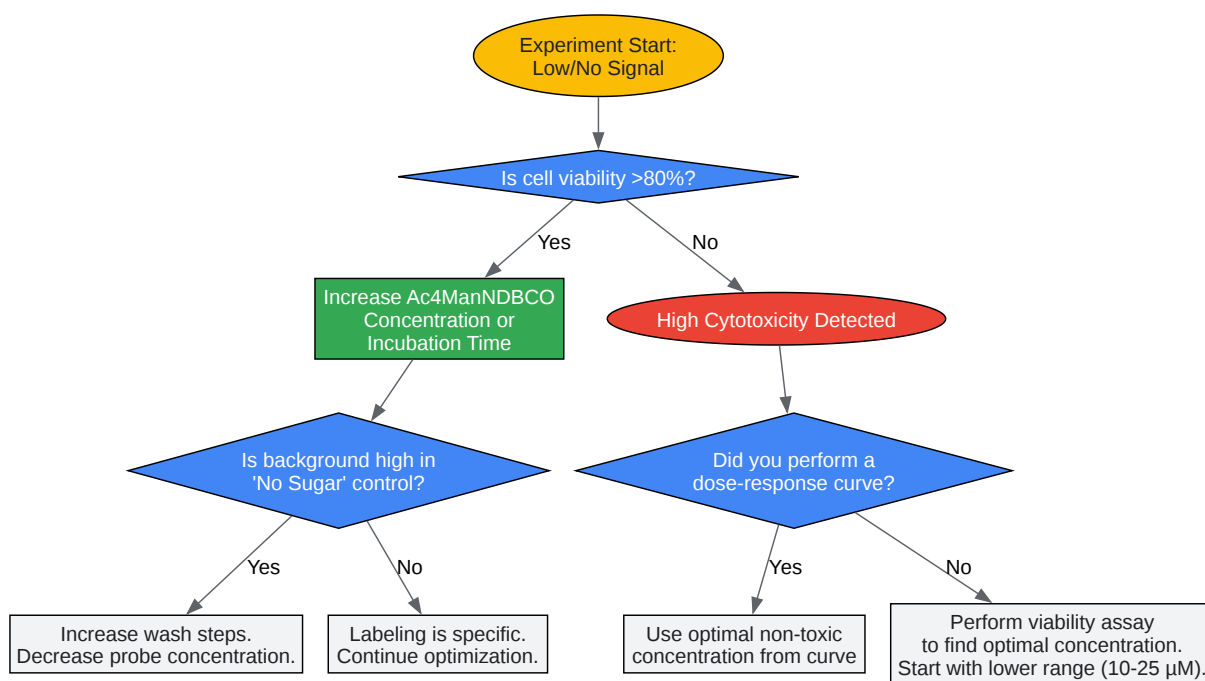 Experiment Start:
Low/No Signal
Is cell viability >80%?
Yes
No
Increase Ac4ManNDBCO
Concentration or
Incubation Time
High Cytotoxicity Detected
Is background high in
'No Sugar' control?
Did you perform a
dose-response curve?
Yes
No
Yes
No
Increase wash steps.
Decrease probe concentration.
Labeling is specific.
Continue optimization.
Use optimal non-toxic
concentration from curve
Perform viability assay
to find optimal concentration.
Start with lower range (10-25 µM).